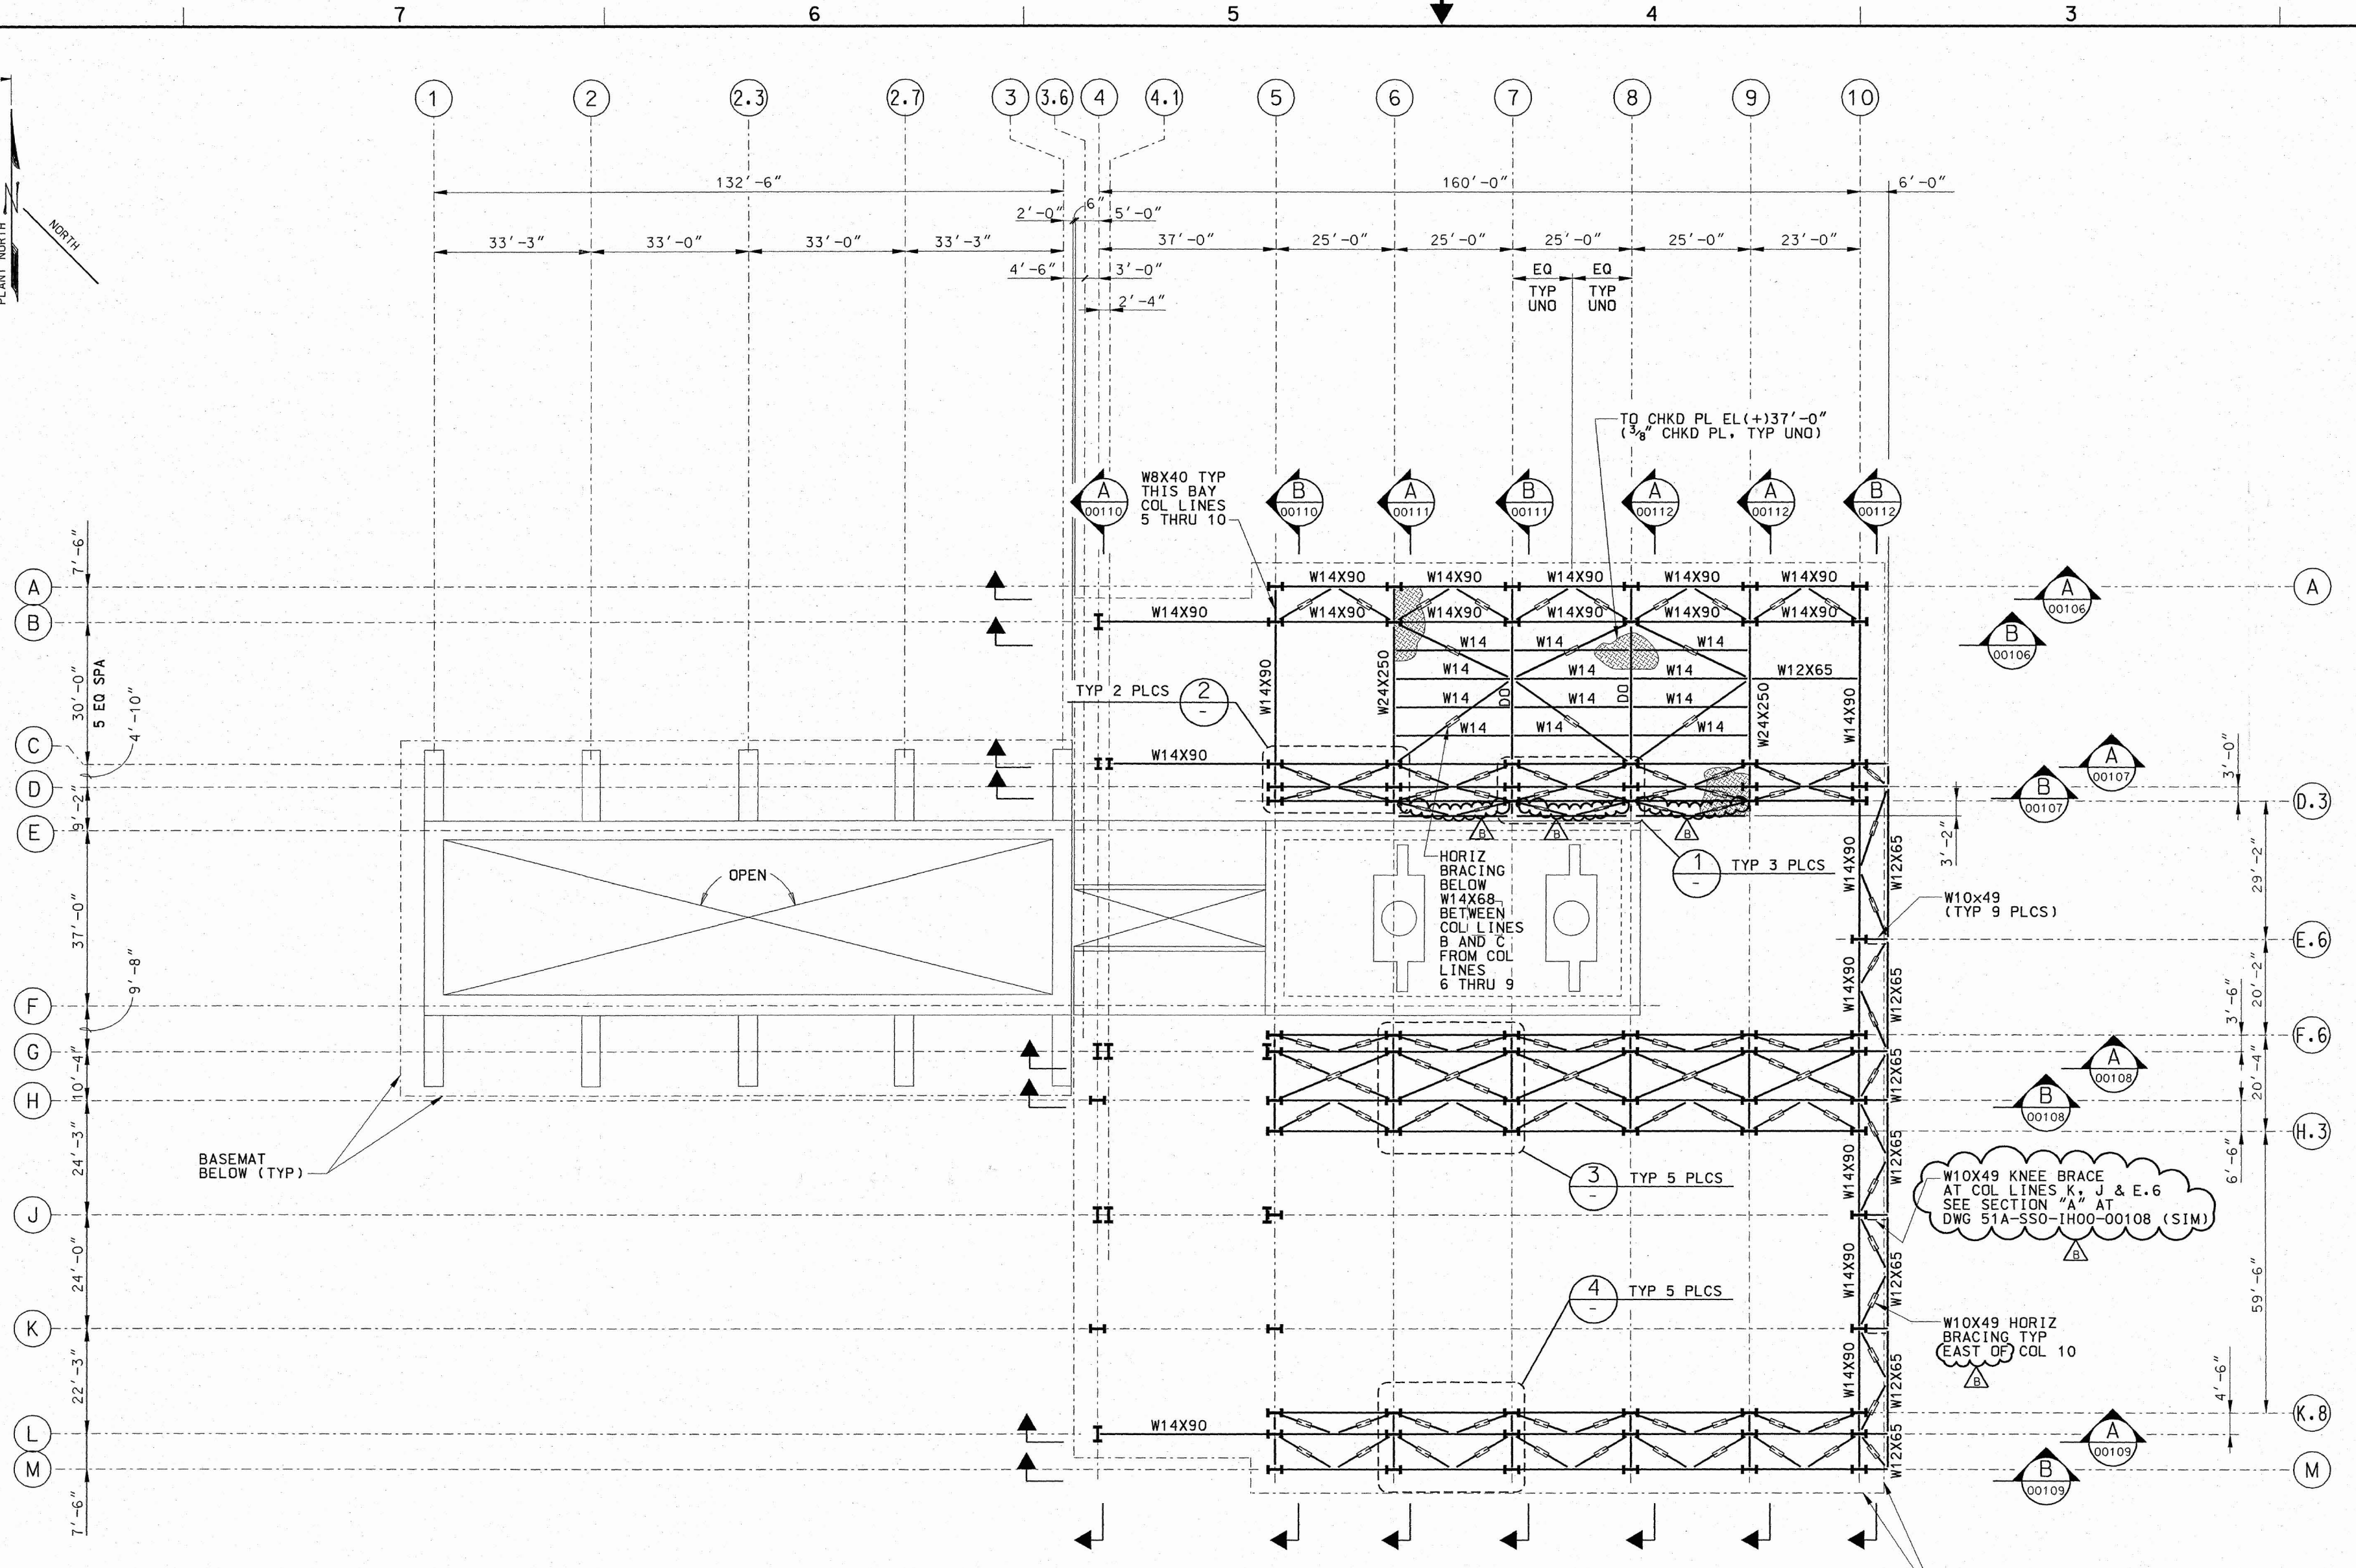 7 6 5 4 3
1 2 2.3 2.7 3 3.6 4 4.1 5 6 7 8 9 10
PLANT NORTH
NORTH
132'-6" 160'-0" 6'-0"
2'-0" 6" 5'-0"
33'-3" 33'-0" 33'-0" 33'-3" 37'-0" 25'-0" 25'-0" 25'-0" 25'-0" 23'-0"
4'-6" 3'-0"
2'-4"
EQ EQ
TYP TYP
UNO UNO
TO CHKD PL EL(+)37'-0"
(3/8" CHKD PL, TYP UNO)
W8X40 TYP
THIS BAY
COL LINES
5 THRU 10
A 00110
B 00110
A 00111
B 00111
A 00112
A 00112
B 00112
7'-6"
A
B
30'-0"
5 EQ SPA
4'-10"
C
D
9'-2"
E
37'-0"
9'-8"
F
G
10'-4"
H
24'-3"
J
24'-0"
K
22'-3"
L
M
7'-6"
W14X90 W14X90 W14X90 W14X90 W14X90
W14X90 W14X90 W14X90 W14X90 W14X90 W14X90
W14 W14 W14
W14 W14 W14 W12X65
W14 W14 W14
W14 W14 W14
W14X90
W24X250
DO
DO
W24X250
W14X90
TYP 2 PLCS
2
-
W14X90
B B B
HORIZ
BRACING
BELOW
W14X68
BETWEEN
COL LINES
B AND C
FROM COL
LINES
6 THRU 9
1
-
TYP 3 PLCS
OPEN
BASEMAT
BELOW (TYP)
W14X90
W12X65
W10x49
(TYP 9 PLCS)
W14X90
W12X65
W12X65
W14X90
W12X65
W14X90
W12X65
W14X90
W12X65
W12X65
3
-
TYP 5 PLCS
4
-
TYP 5 PLCS
W10X49 KNEE BRACE
AT COL LINES K, J & E.6
SEE SECTION "A" AT
DWG 51A-SS0-IH00-00108 (SIM)
B
W10X49 HORIZ
BRACING TYP
EAST OF COL 10
B
W14X90
A 00106
B 00106
A 00107
B 00107
A 00108
B 00108
A 00109
B 00109
3'-0"
3'-2"
29'-2"
20'-2"
3'-6"
20'-4"
6'-6"
59'-6"
4'-6"
A
D.3
E.6
F.6
H.3
K.8
M